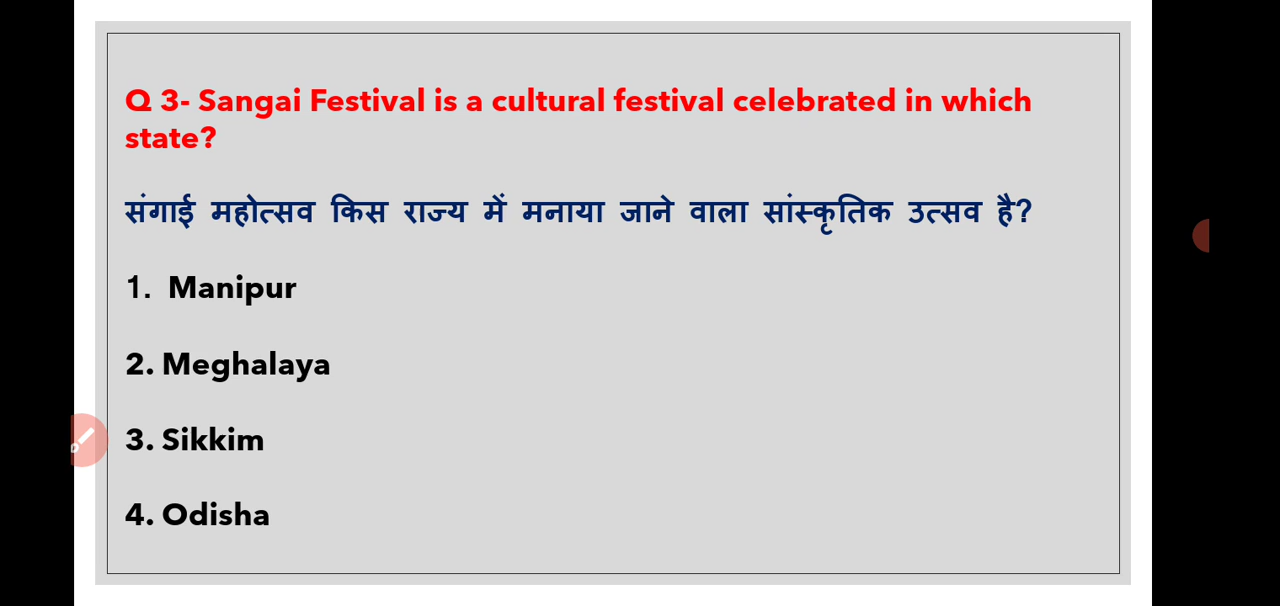 Q 3- Sangai Festival is a cultural festival celebrated in which
state?
संगाई महोत्सव किस राज्य में मनाया जाने वाला सांस्कृतिक उत्सव है?
1. Manipur
2. Meghalaya
3. Sikkim
4. Odisha